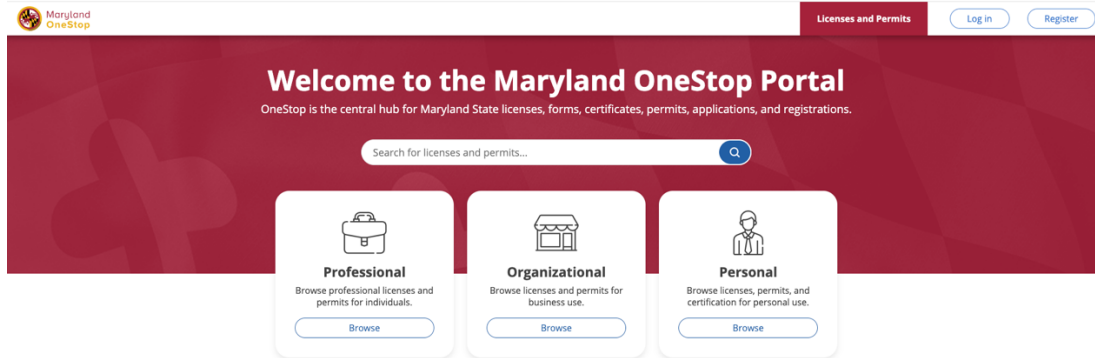 Maryland
OneStop
Licenses and Permits
Log in
Register
Welcome to the Maryland OneStop Portal
OneStop is the central hub for Maryland State licenses, forms, certificates, permits, applications, and registrations.
Search for licenses and permits...
Professional
Browse professional licenses and
permits for individuals.
Browse
Organizational
Browse licenses and permits for
business use.
Browse
Personal
Browse licenses, permits, and
certification for personal use.
Browse